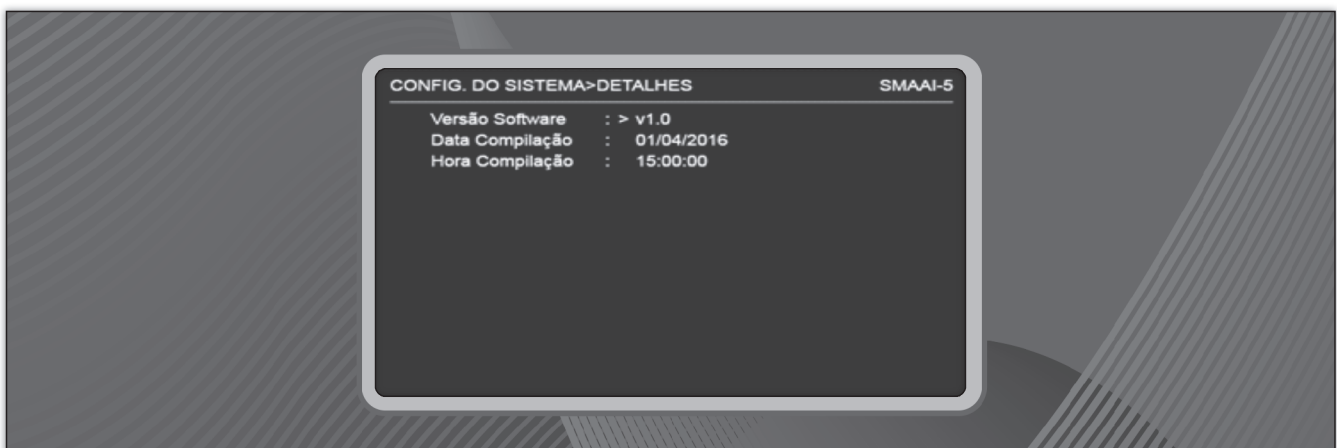 CONFIG. DO SISTEMA>DETALHES SMAAI-5
Versão Software : > v1.0
Data Compilação : 01/04/2016
Hora Compilação : 15:00:00